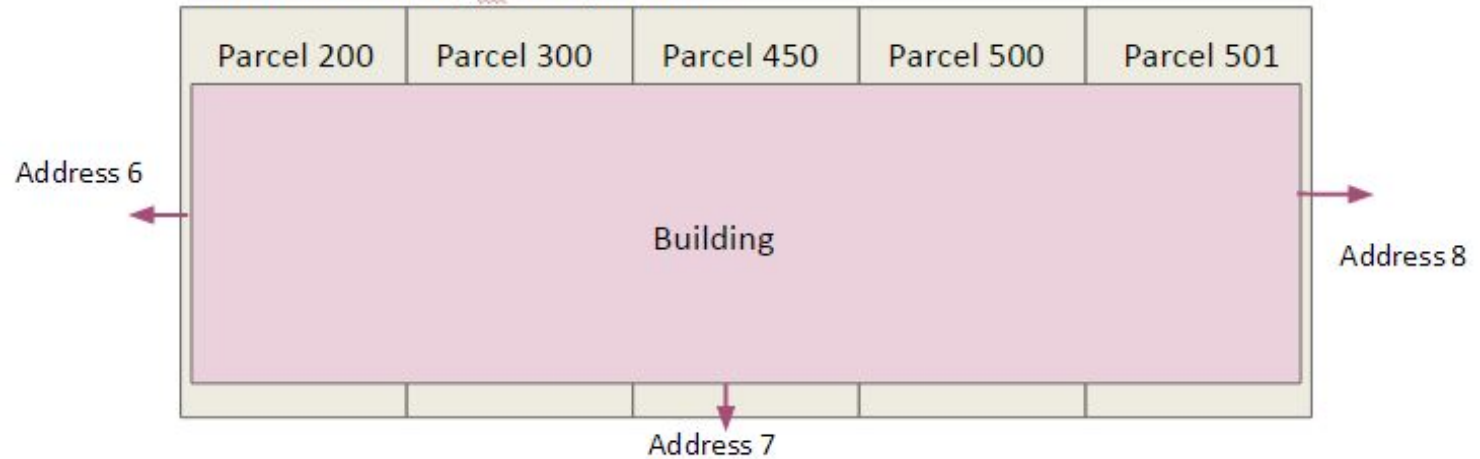 Parcel 200
Parcel 300
Parcel 450
Parcel 500
Parcel 501
Address 6
Building
Address 8
Address 7